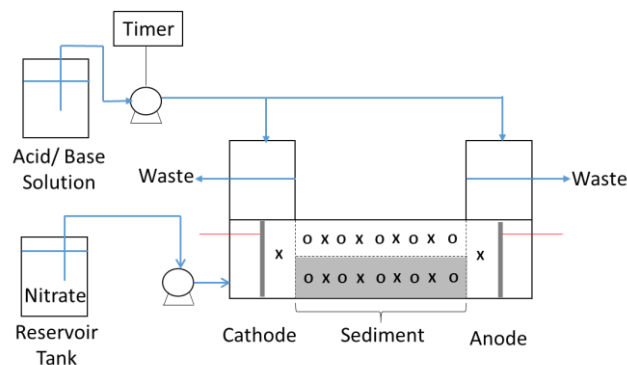 Timer
Acid/ Base
Solution
Waste
Waste
x
o x o x o x o x o
x
o x o x o x o x o
Nitrate
Reservoir
Tank
Cathode
Sediment
Anode